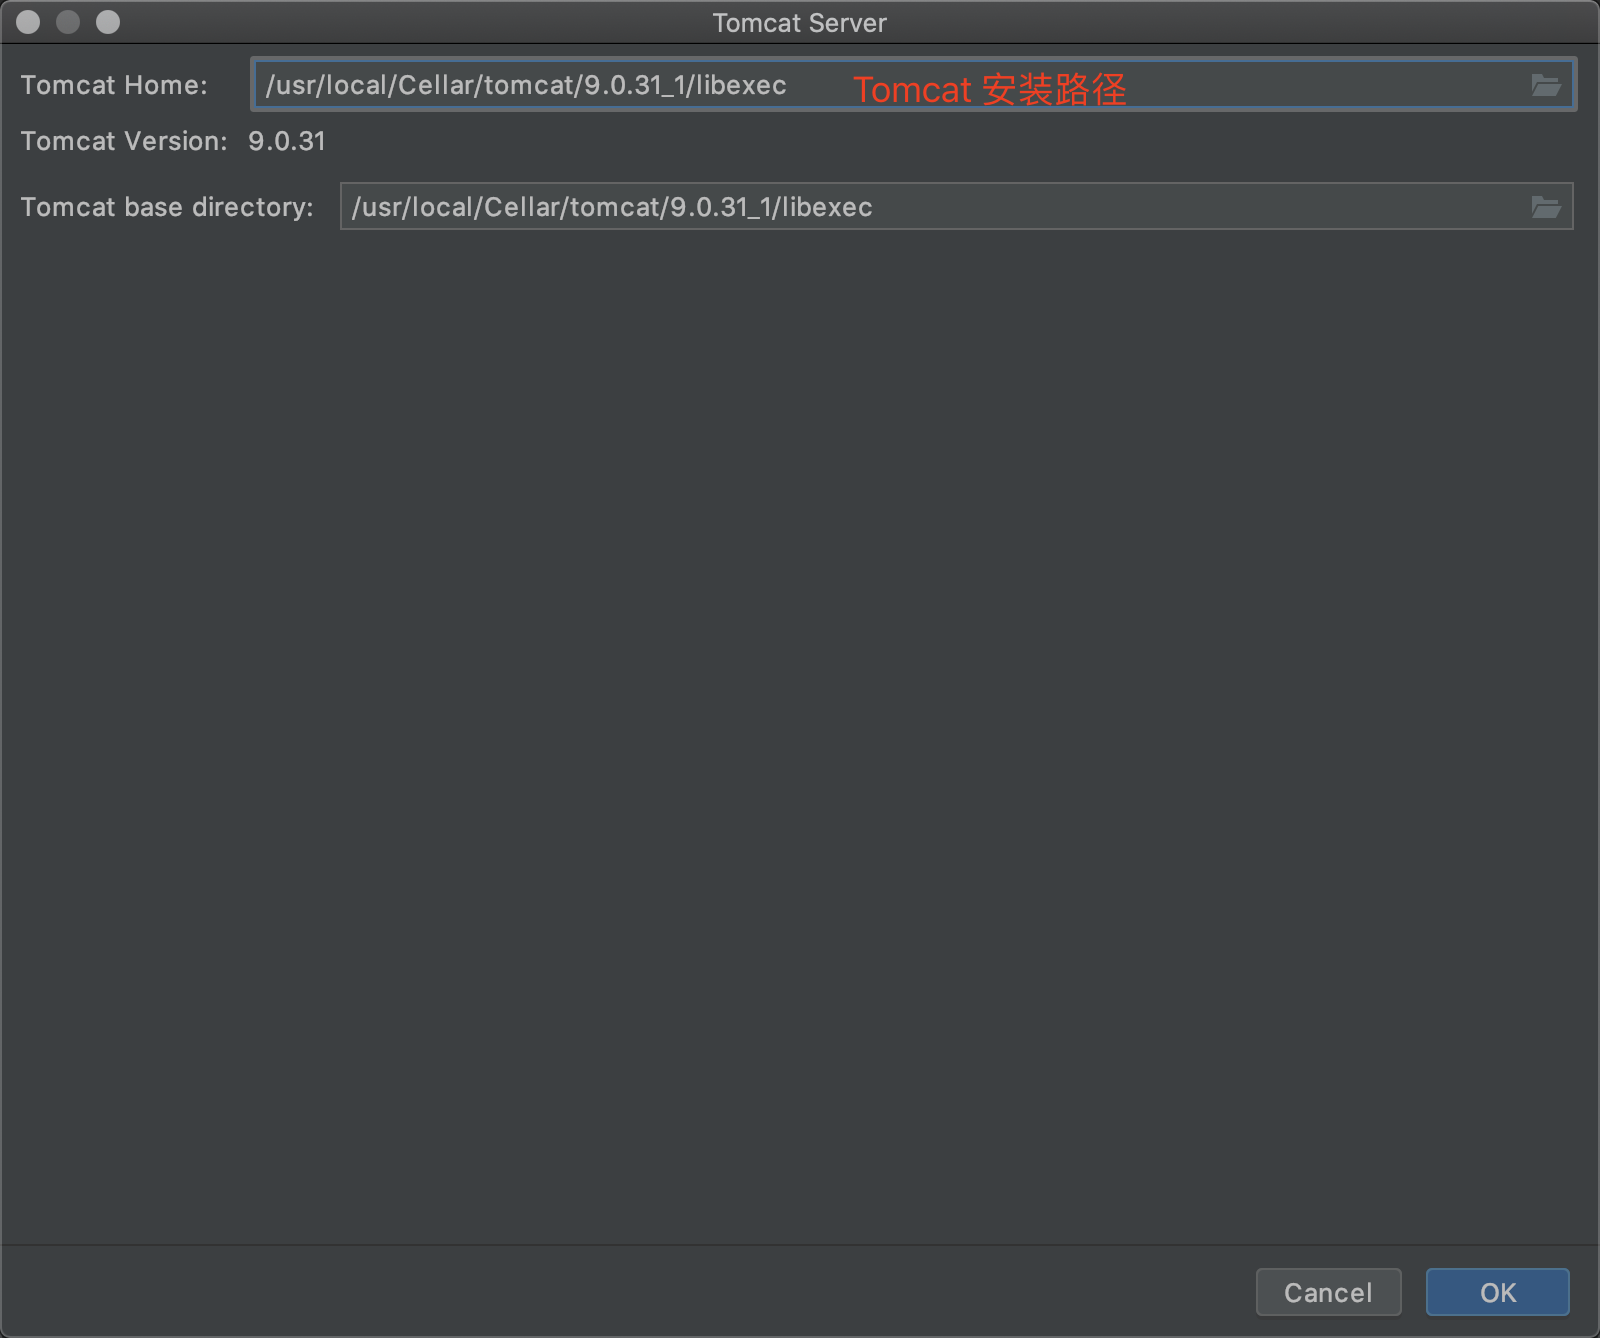 Tomcat Server
Tomcat Home: /usr/local/Cellar/tomcat/9.0.31_1/libexec Tomcat 安装路径
Tomcat Version: 9.0.31
Tomcat base directory: /usr/local/Cellar/tomcat/9.0.31_1/libexec
Cancel OK